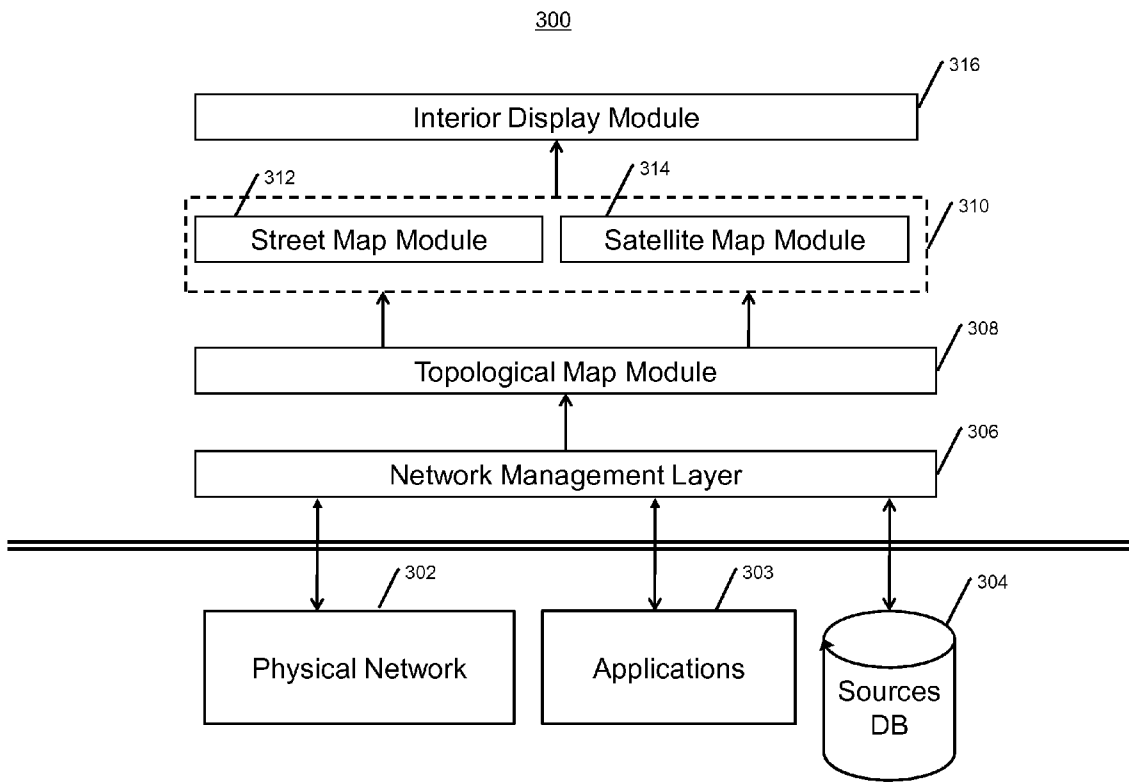 300
316
Interior Display Module
312
314
310
Street Map Module
Satellite Map Module
308
Topological Map Module
306
Network Management Layer
302
303
304
Physical Network
Applications
Sources
DB